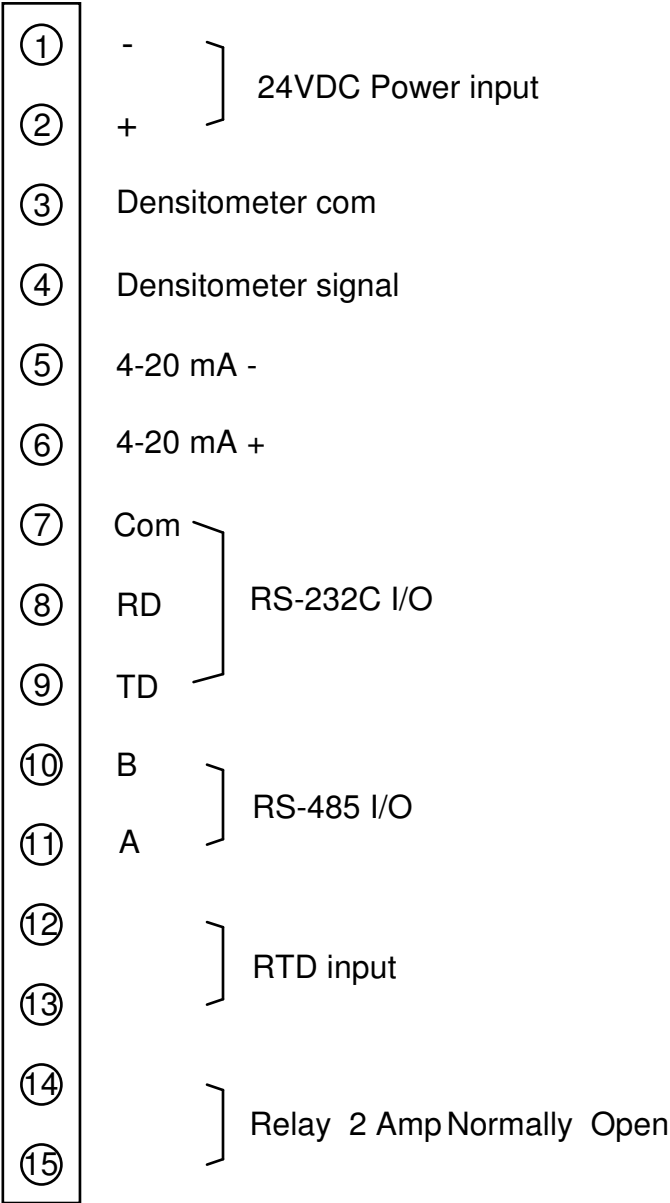 1 -
24VDC Power input
2 +
3 Densitometer com
4 Densitometer signal
5 4-20 mA -
6 4-20 mA +
7 Com
8 RD RS-232C I/O
9 TD
10 B
RS-485 I/O
11 A
12
RTD input
13
14
Relay 2 Amp Normally Open
15